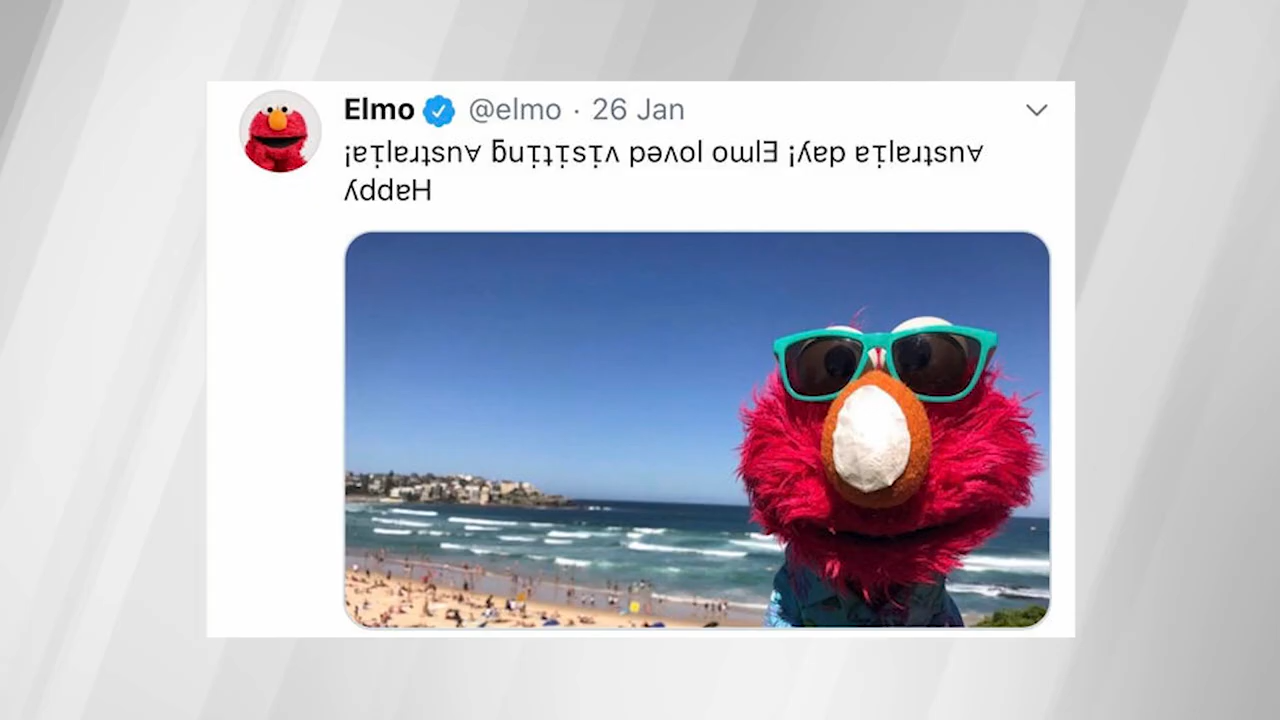 Elmo @elmo · 26 Jan
¡ɐᴉlɐɹʇsn∀ ƃuᴉʇᴉsᴉʌ pǝʌol oɯlƎ ¡ʎɐp ɐᴉlɐɹʇsn∀
ʎddɐH